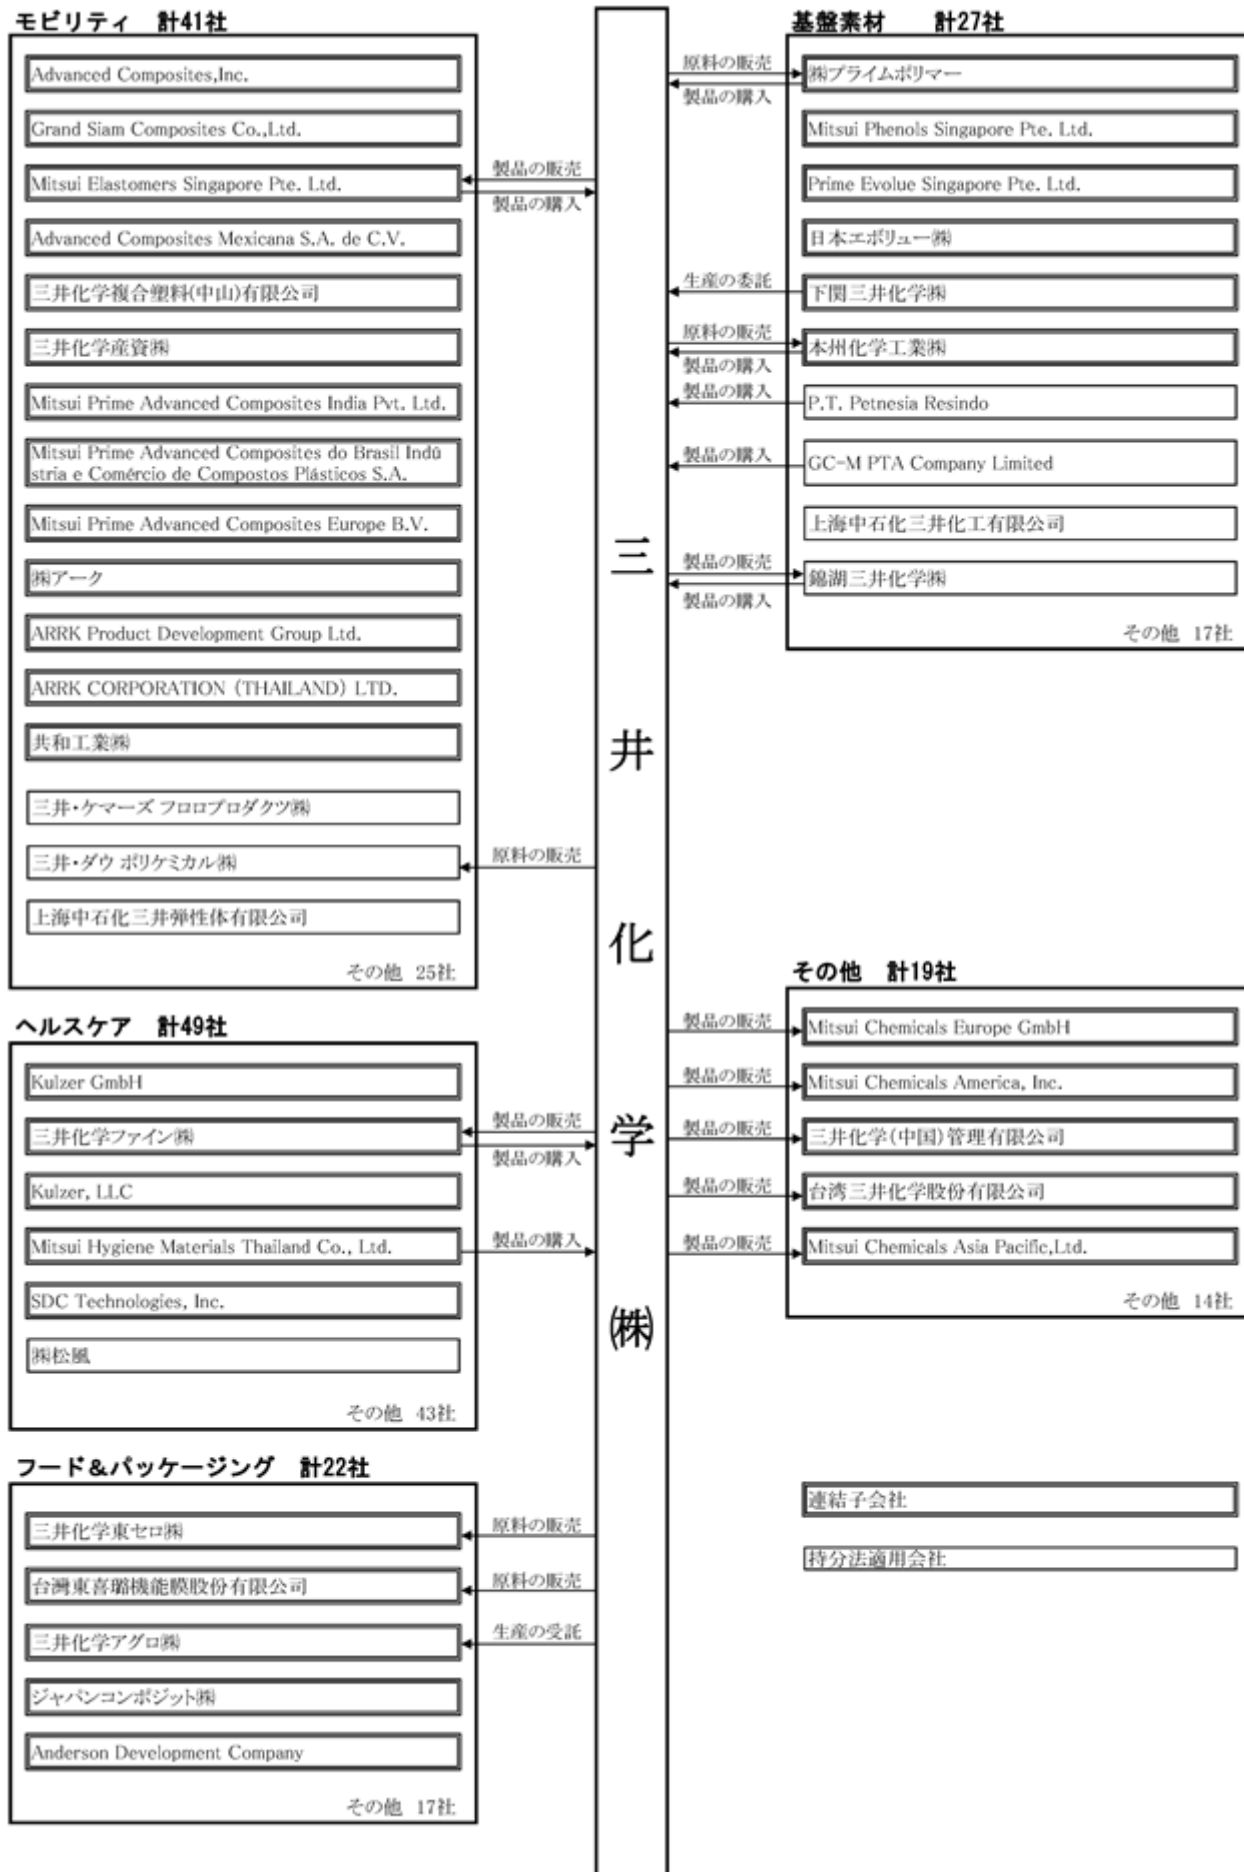 モビリティ 計41社
Advanced Composites,Inc.
Grand Siam Composites Co.,Ltd.
Mitsui Elastomers Singapore Pte. Ltd.
製品の販売
製品の購入
Advanced Composites Mexicana S.A. de C.V.
三井化学複合塑料(中山)有限公司
三井化学産資㈱
Mitsui Prime Advanced Composites India Pvt. Ltd.
Mitsui Prime Advanced Composites do Brasil Indú
stria e Comércio de Compostos Plásticos S.A.
Mitsui Prime Advanced Composites Europe B.V.
㈱アーク
ARRK Product Development Group Ltd.
ARRK CORPORATION (THAILAND) LTD.
共和工業㈱
三井・ケマーズ フロロプロダクツ㈱
三井・ダウ ポリケミカル㈱
原料の販売
上海中石化三井弾性体有限公司
その他 25社
ヘルスケア 計49社
Kulzer GmbH
三井化学ファイン㈱
製品の販売
製品の購入
Kulzer, LLC
Mitsui Hygiene Materials Thailand Co., Ltd.
製品の購入
SDC Technologies, Inc.
㈱松風
その他 43社
フード＆パッケージング 計22社
三井化学東セロ㈱
原料の販売
台灣東喜璐機能膜股份有限公司
原料の販売
三井化学アグロ㈱
生産の受託
ジャパンコンポジット㈱
Anderson Development Company
その他 17社
三井化学㈱
基盤素材 計27社
原料の販売
製品の購入
㈱プライムポリマー
Mitsui Phenols Singapore Pte. Ltd.
Prime Evolue Singapore Pte. Ltd.
日本エボリュー㈱
生産の委託
下関三井化学㈱
原料の販売
製品の購入
本州化学工業㈱
製品の購入
P.T. Petnesia Resindo
製品の購入
GC-M PTA Company Limited
上海中石化三井化工有限公司
製品の販売
製品の購入
錦湖三井化学㈱
その他 17社
その他 計19社
製品の販売
Mitsui Chemicals Europe GmbH
製品の販売
Mitsui Chemicals America, Inc.
製品の販売
三井化学(中国)管理有限公司
製品の販売
台湾三井化学股份有限公司
製品の販売
Mitsui Chemicals Asia Pacific,Ltd.
その他 14社
連結子会社
持分法適用会社